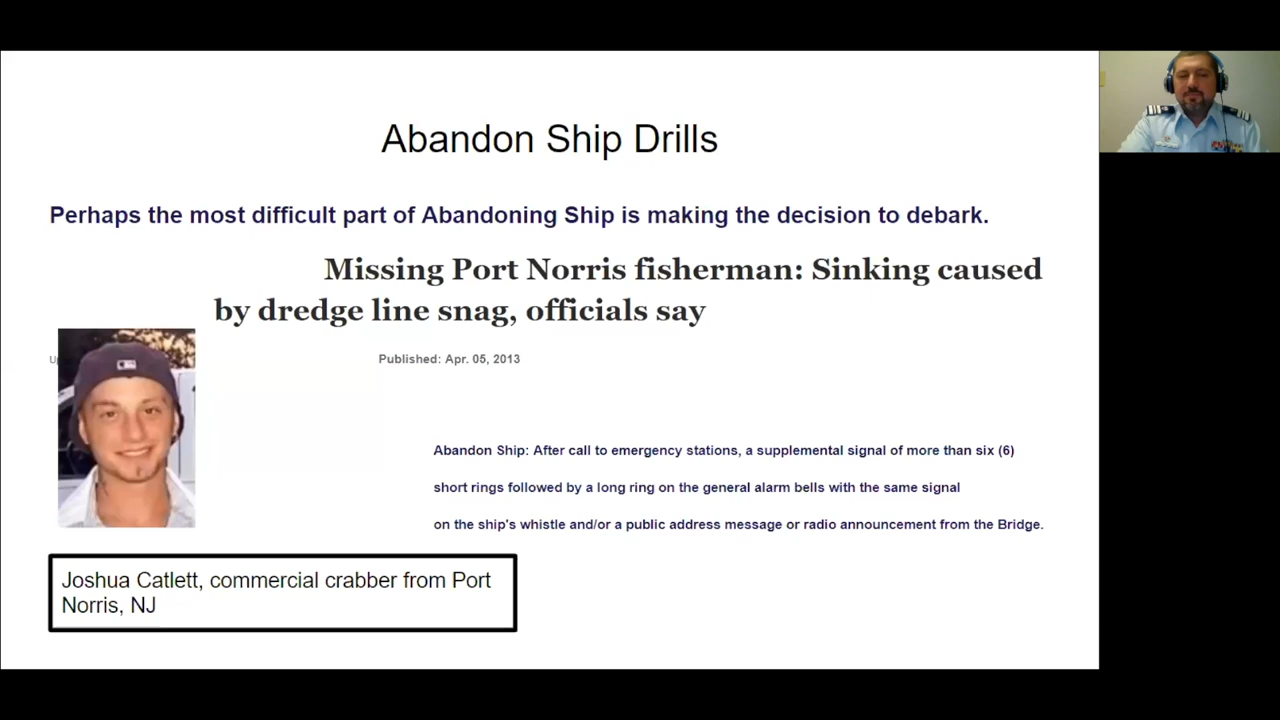 Abandon Ship Drills
Perhaps the most difficult part of Abandoning Ship is making the decision to debark.
Missing Port Norris fisherman: Sinking caused
by dredge line snag, officials say
Published: Apr. 05, 2013
Abandon Ship: After call to emergency stations, a supplemental signal of more than six (6)
short rings followed by a long ring on the general alarm bells with the same signal
on the ship's whistle and/or a public address message or radio announcement from the Bridge.
Joshua Catlett, commercial crabber from Port
Norris, NJ